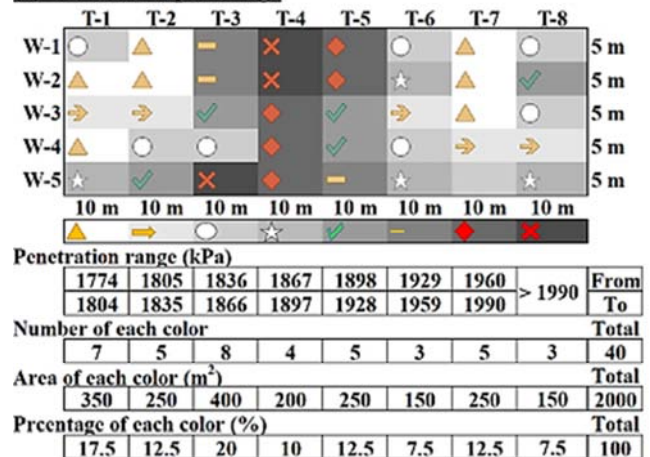 T-1 T-2 T-3 T-4 T-5 T-6 T-7 T-8
W-1 5 m
W-2 5 m
W-3 5 m
W-4 5 m
W-5 5 m
10 m 10 m 10 m 10 m 10 m 10 m 10 m 10 m
Penetration range (kPa)
1774 1805 1836 1867 1898 1929 1960 > 1990 From
1804 1835 1866 1897 1928 1959 1990 To
Number of each color Total
7 5 8 4 5 3 5 3 40
Area of each color (m²) Total
350 250 400 200 250 150 250 150 2000
Prcentage of each color (%) Total
17.5 12.5 20 10 12.5 7.5 12.5 7.5 100